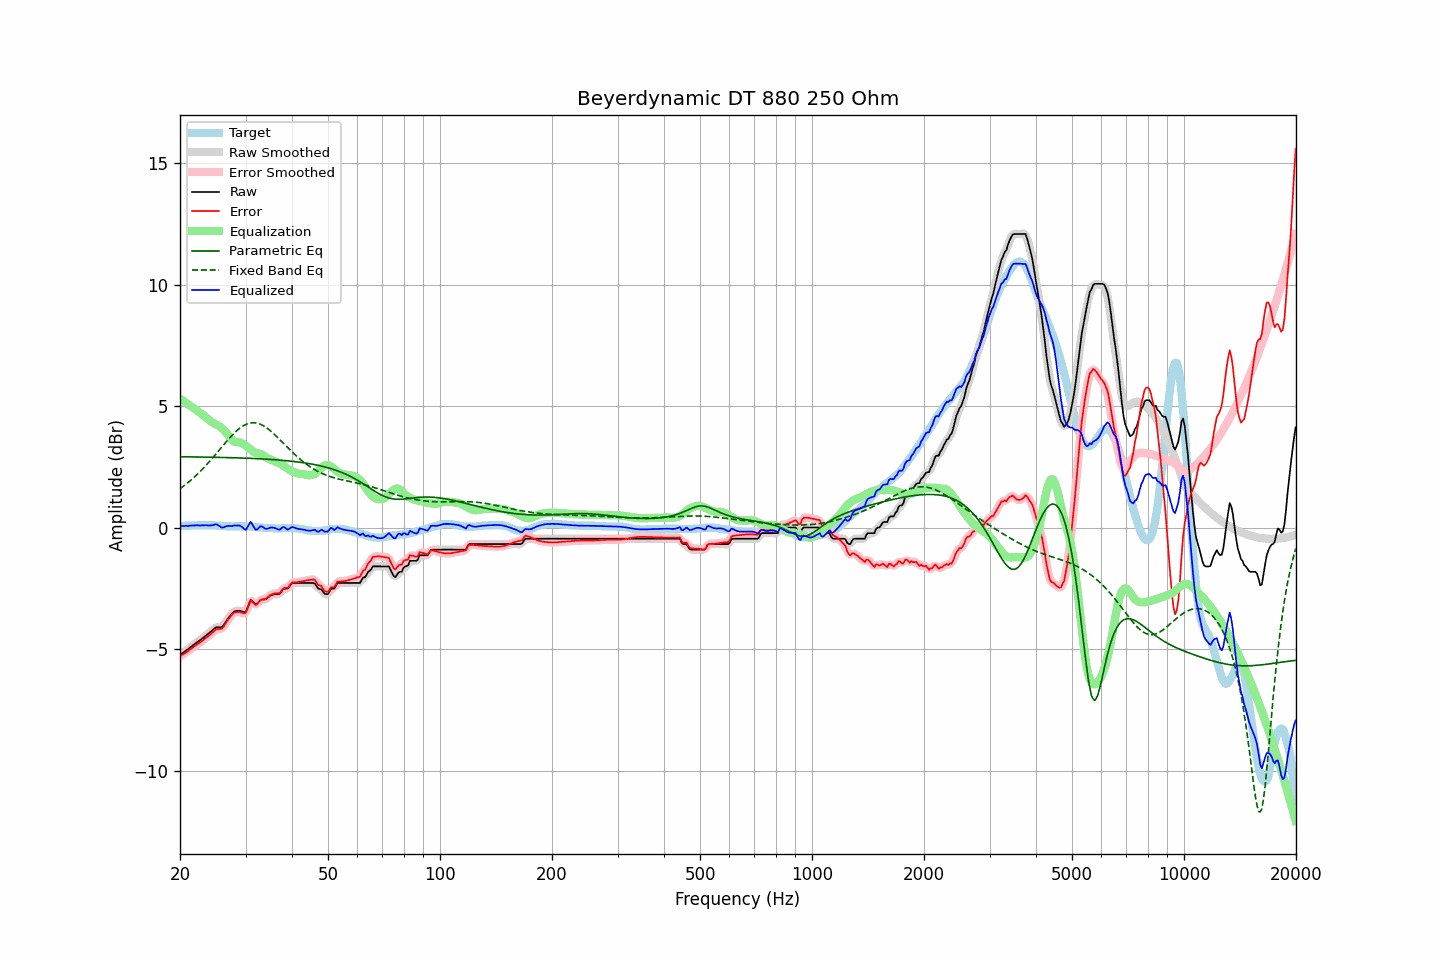 Beyerdynamic DT 880 250 Ohm
Target
Raw Smoothed
Error Smoothed
Raw
Error
Equalization
Parametric Eq
Fixed Band Eq
Equalized
15
10
5
0
−5
−10
Amplitude (dBr)
20
50
100
200
500
1000
2000
5000
10000
20000
Frequency (Hz)